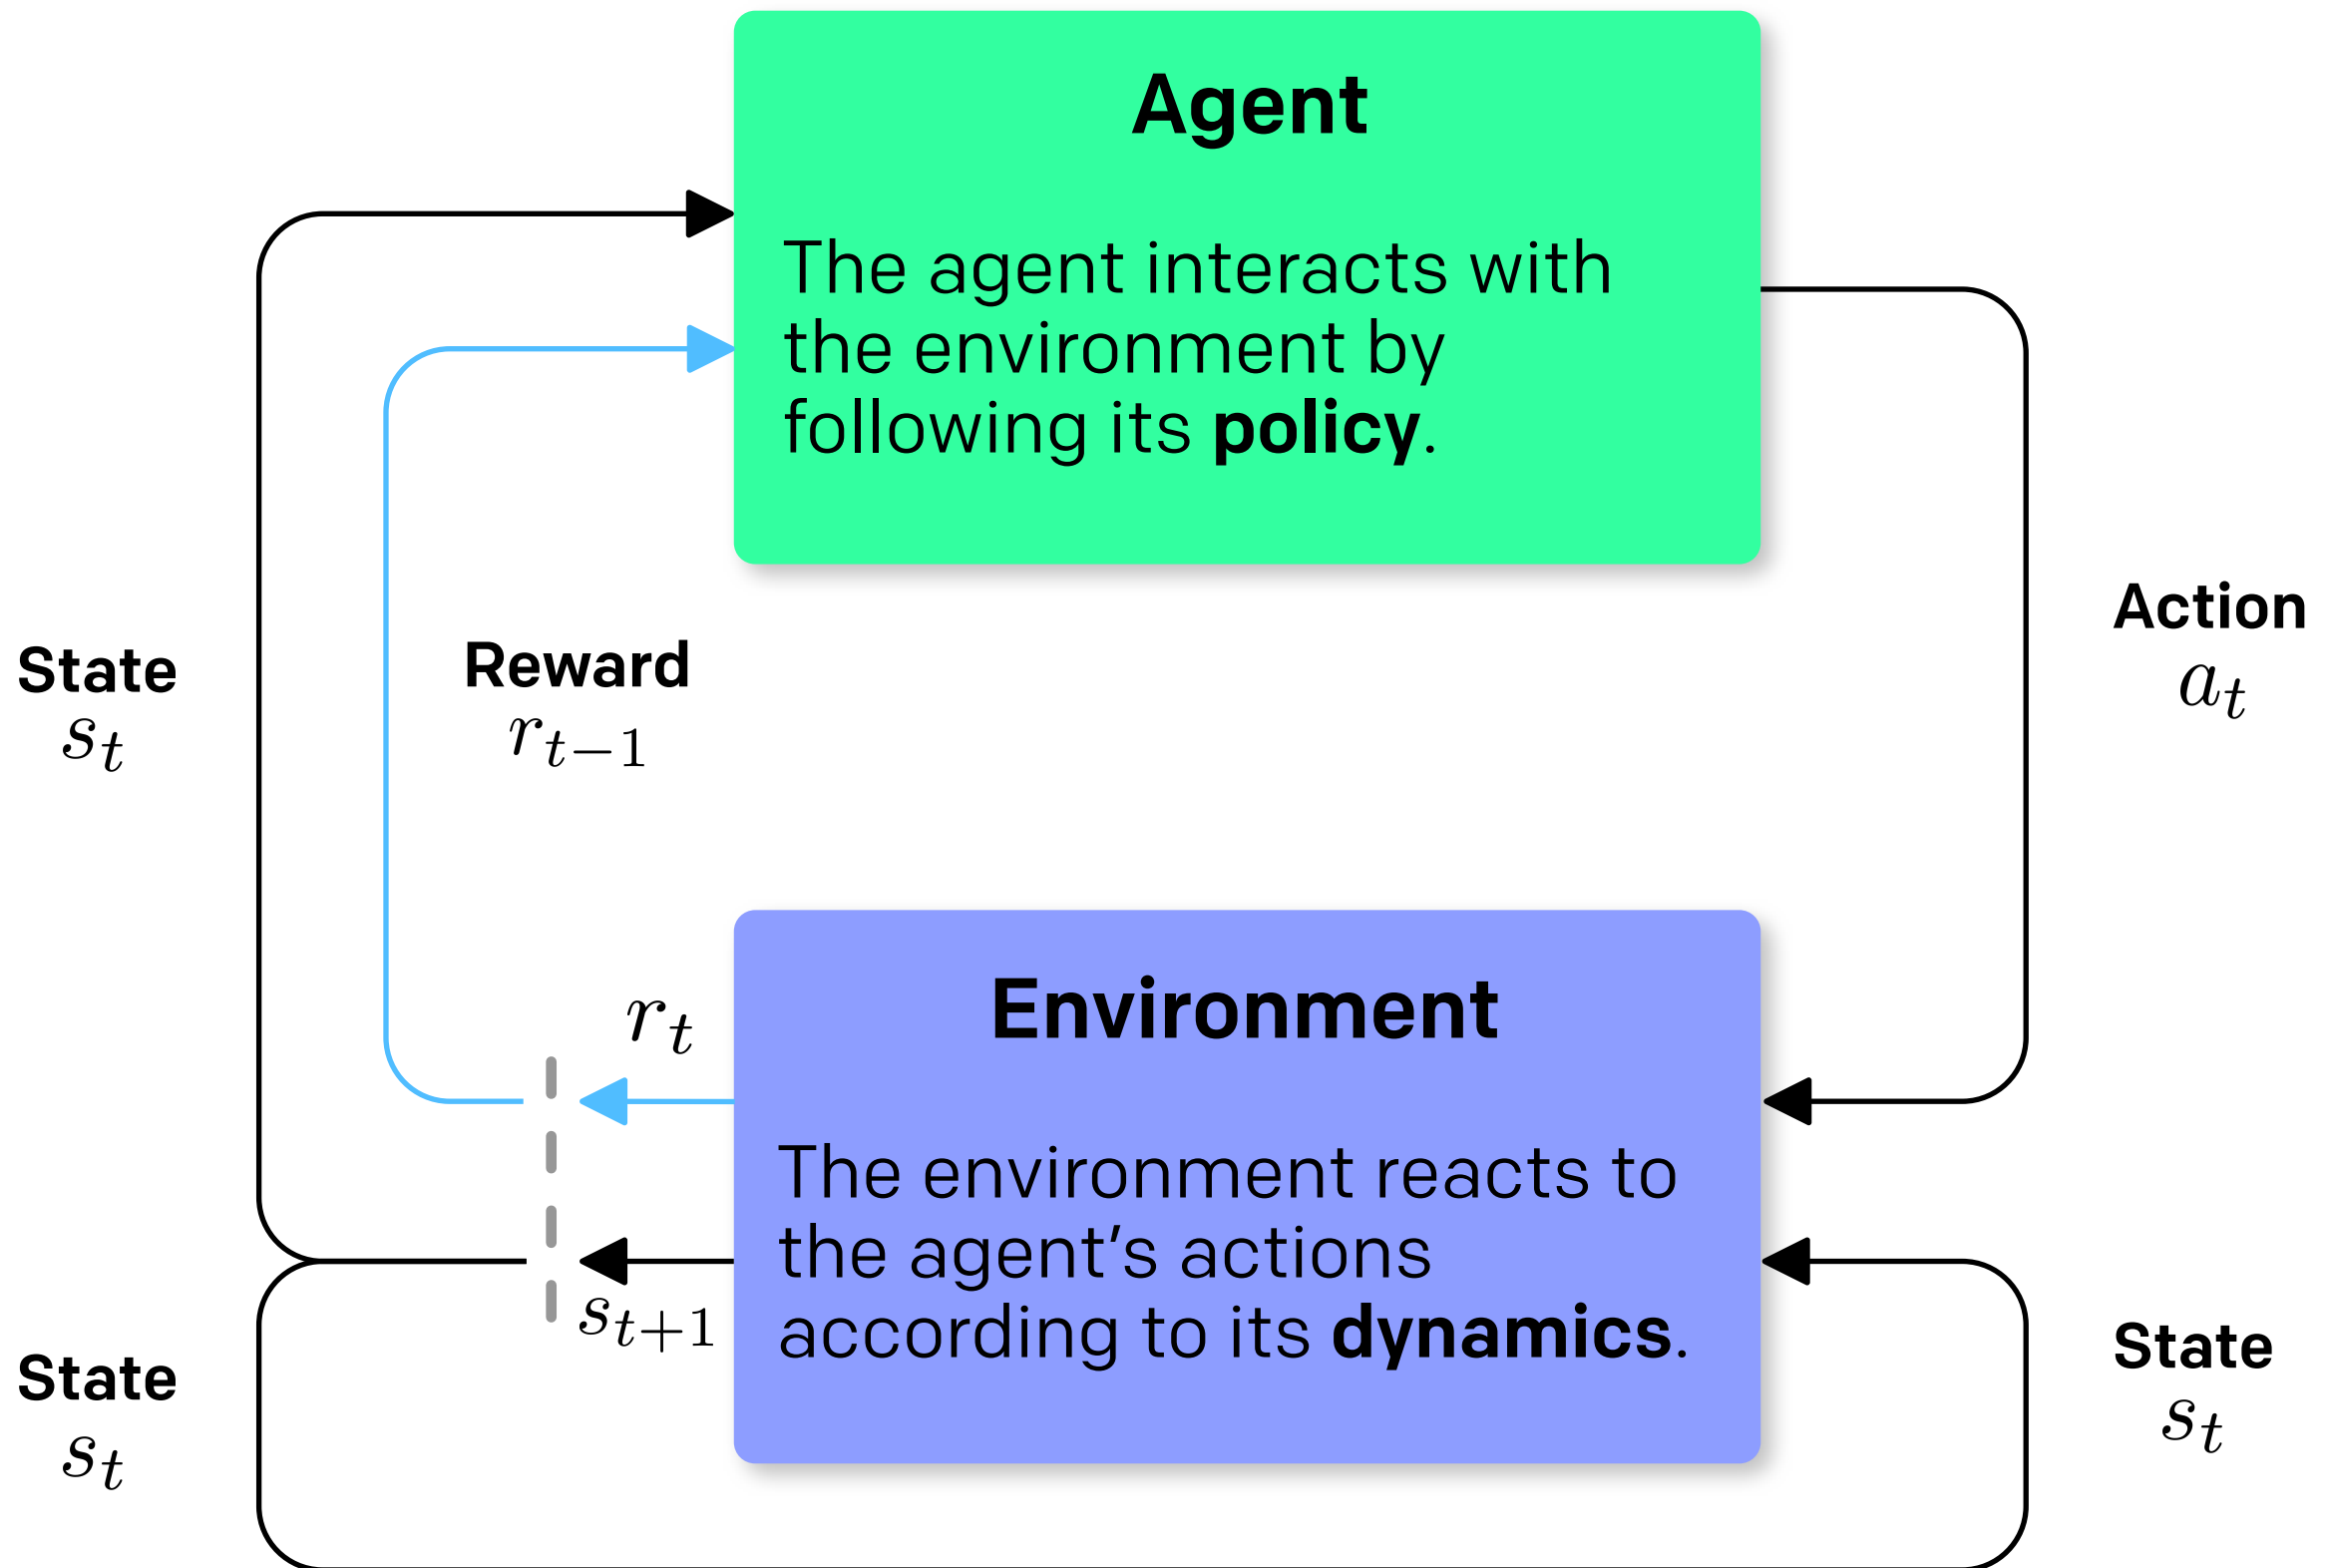 Agent
The agent interacts with
the environment by
following its policy.
State
s_t
Reward
r_{t-1}
Action
a_t
r_t
Environment
The environment reacts to
the agent’s actions
according to its dynamics.
s_{t+1}
State
s_t
State
s_t